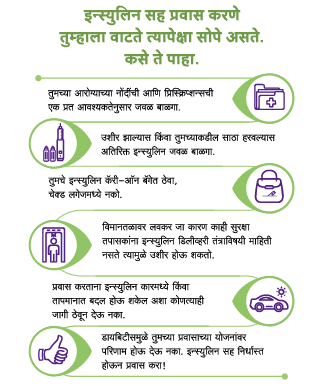 इन्स्युलिन सह प्रवास करणे
तुम्हाला वाटते त्यापेक्षा सोपे असते.
कसे ते पाहा.
तुमच्या आरोग्याच्या नोंदींची आणि प्रिस्क्रिप्शन्सची
एक प्रत आवश्यकतेनुसार जवळ बाळगा.
उशीर झाल्यास किंवा तुमच्याकडील साठा हरवल्यास
अतिरिक्त इन्स्युलिन जवळ बाळगा.
तुमचे इन्स्युलिन कॅरी-ऑन बॅगेत ठेवा,
चेक्ड लगेजमध्ये नको.
विमानतळावर लवकर जा कारण काही सुरक्षा
तपासकांना इन्स्युलिन डिलीव्हरी तंत्राविषयी माहिती
नसते त्यामुळे उशीर होऊ शकतो.
प्रवास करताना इन्स्युलिन कारमध्ये किंवा
तापमानात बदल होऊ शकेल अशा कोणत्याही
जागी ठेवून देऊ नका.
डायबिटीसमुळे तुमच्या प्रवासाच्या योजनांवर
परिणाम होऊ देऊ नका. इन्स्युलिन सह निर्धास्त
होऊन प्रवास करा!